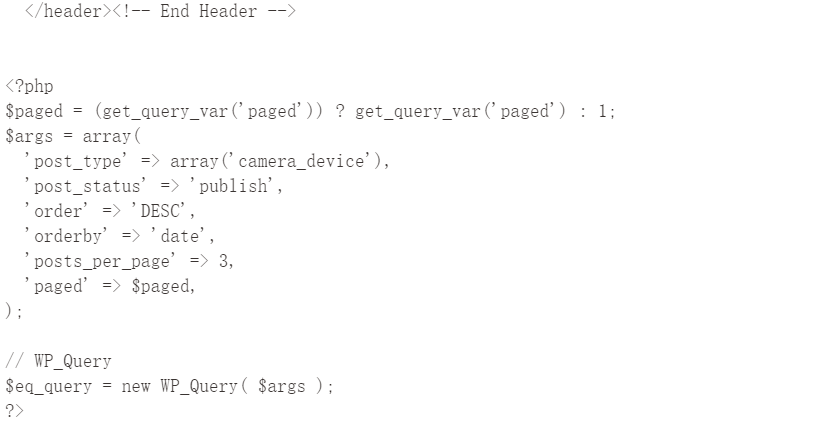 </header><!-- End Header -->
<?php
$paged = (get_query_var('paged')) ? get_query_var('paged') : 1;
$args = array(
'post_type' => array('camera_device'),
'post_status' => 'publish',
'order' => 'DESC',
'orderby' => 'date',
'posts_per_page' => 3,
'paged' => $paged,
);
// WP_Query
$eq_query = new WP_Query( $args );
?>